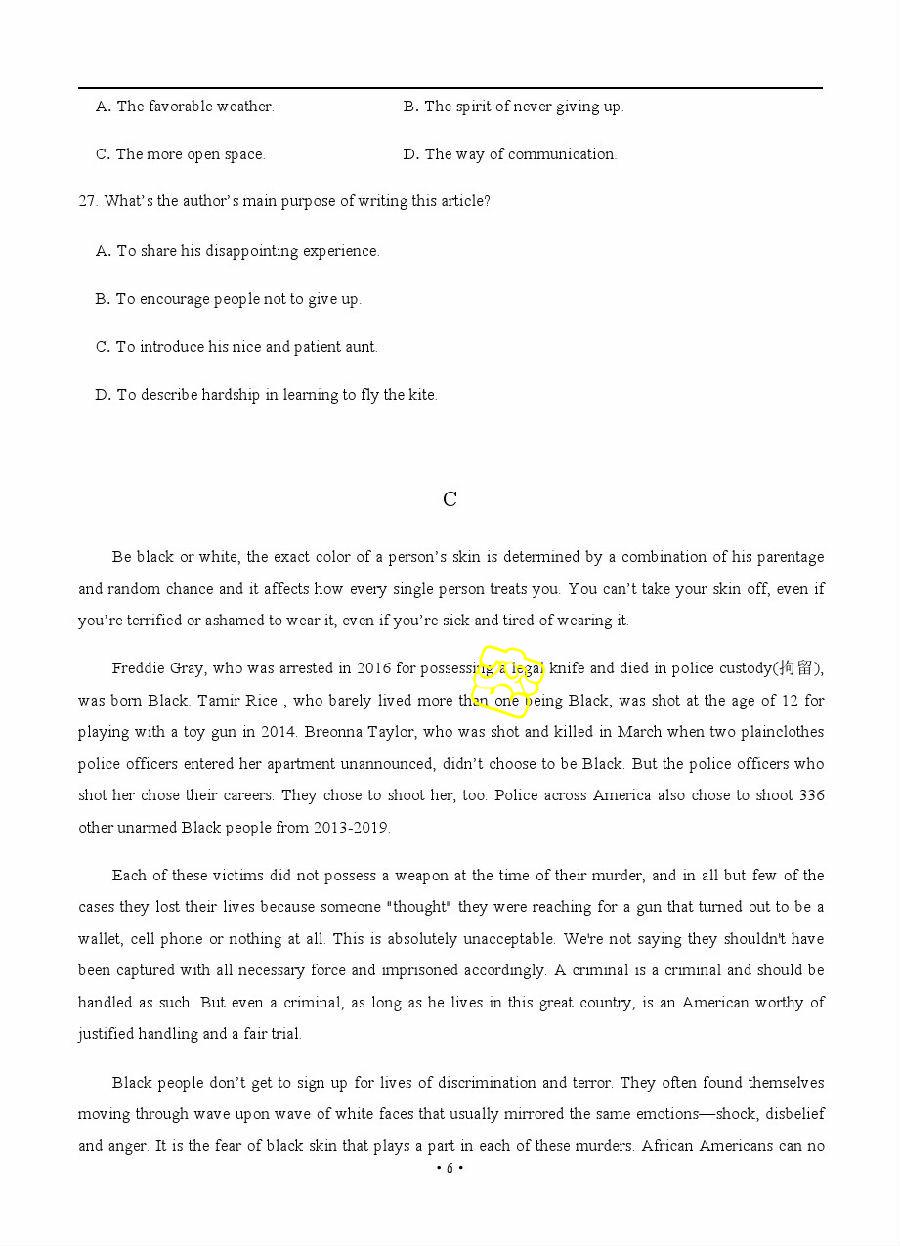 A. The favorable weather. B. The spirit of never giving up.
C. The more open space. D. The way of communication.
27. What's the author's main purpose of writing this article?
A. To share his disappointing experience.
B. To encourage people not to give up.
C. To introduce his nice and patient aunt.
D. To describe hardship in learning to fly the kite.
C
Be black or white, the exact color of a person's skin is determined by a combination of his parentage
and random chance and it affects how every single person treats you. You can't take your skin off, even if
you're terrified or ashamed to wear it, even if you're sick and tired of wearing it.
Freddie Gray, who was arrested in 2016 for possessing a legal knife and died in police custody(拘留),
was born Black. Tamir Rice , who barely lived more than one being Black, was shot at the age of 12 for
playing with a toy gun in 2014. Breonna Taylor, who was shot and killed in March when two plainclothes
police officers entered her apartment unannounced, didn't choose to be Black. But the police officers who
shot her chose their careers. They chose to shoot her, too. Police across America also chose to shoot 336
other unarmed Black people from 2013-2019.
Each of these victims did not possess a weapon at the time of their murder, and in all but few of the
cases they lost their lives because someone "thought" they were reaching for a gun that turned out to be a
wallet, cell phone or nothing at all. This is absolutely unacceptable. We're not saying they shouldn't have
been captured with all necessary force and imprisoned accordingly. A criminal is a criminal and should be
handled as such. But even a criminal, as long as he lives in this great country, is an American worthy of
justified handling and a fair trial.
Black people don't get to sign up for lives of discrimination and terror. They often found themselves
moving through wave upon wave of white faces that usually mirrored the same emotions—shock, disbelief
and anger. It is the fear of black skin that plays a part in each of these murders. African Americans can no
• 6 •